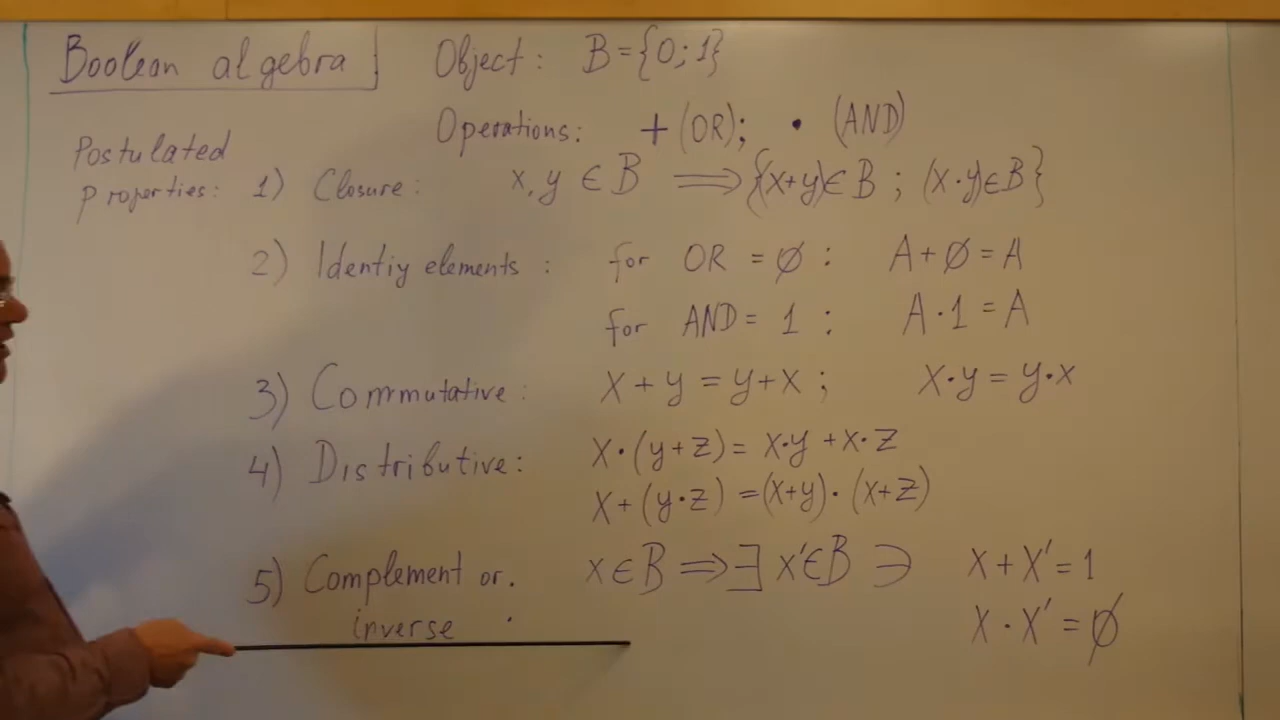 Boolean algebra Object: B={0;1}
Operations: + (OR); • (AND)
Postulated
properties: 1) Closure: x,y ∈ B ⟹ {(x+y)∈B ; (x·y)∈B}
2) Identiy elements : for OR = ∅ : A+∅=A
for AND = 1 : A·1=A
3) Commutative: x+y=y+x ; x·y=y·x
4) Distributive: x·(y+z)= x·y+x·z
x+(y·z)=(x+y)·(x+z)
5) Complement or. x∈B ⟹ ∃ x'∈B ∋ x+x'=1
inverse x·x'=∅